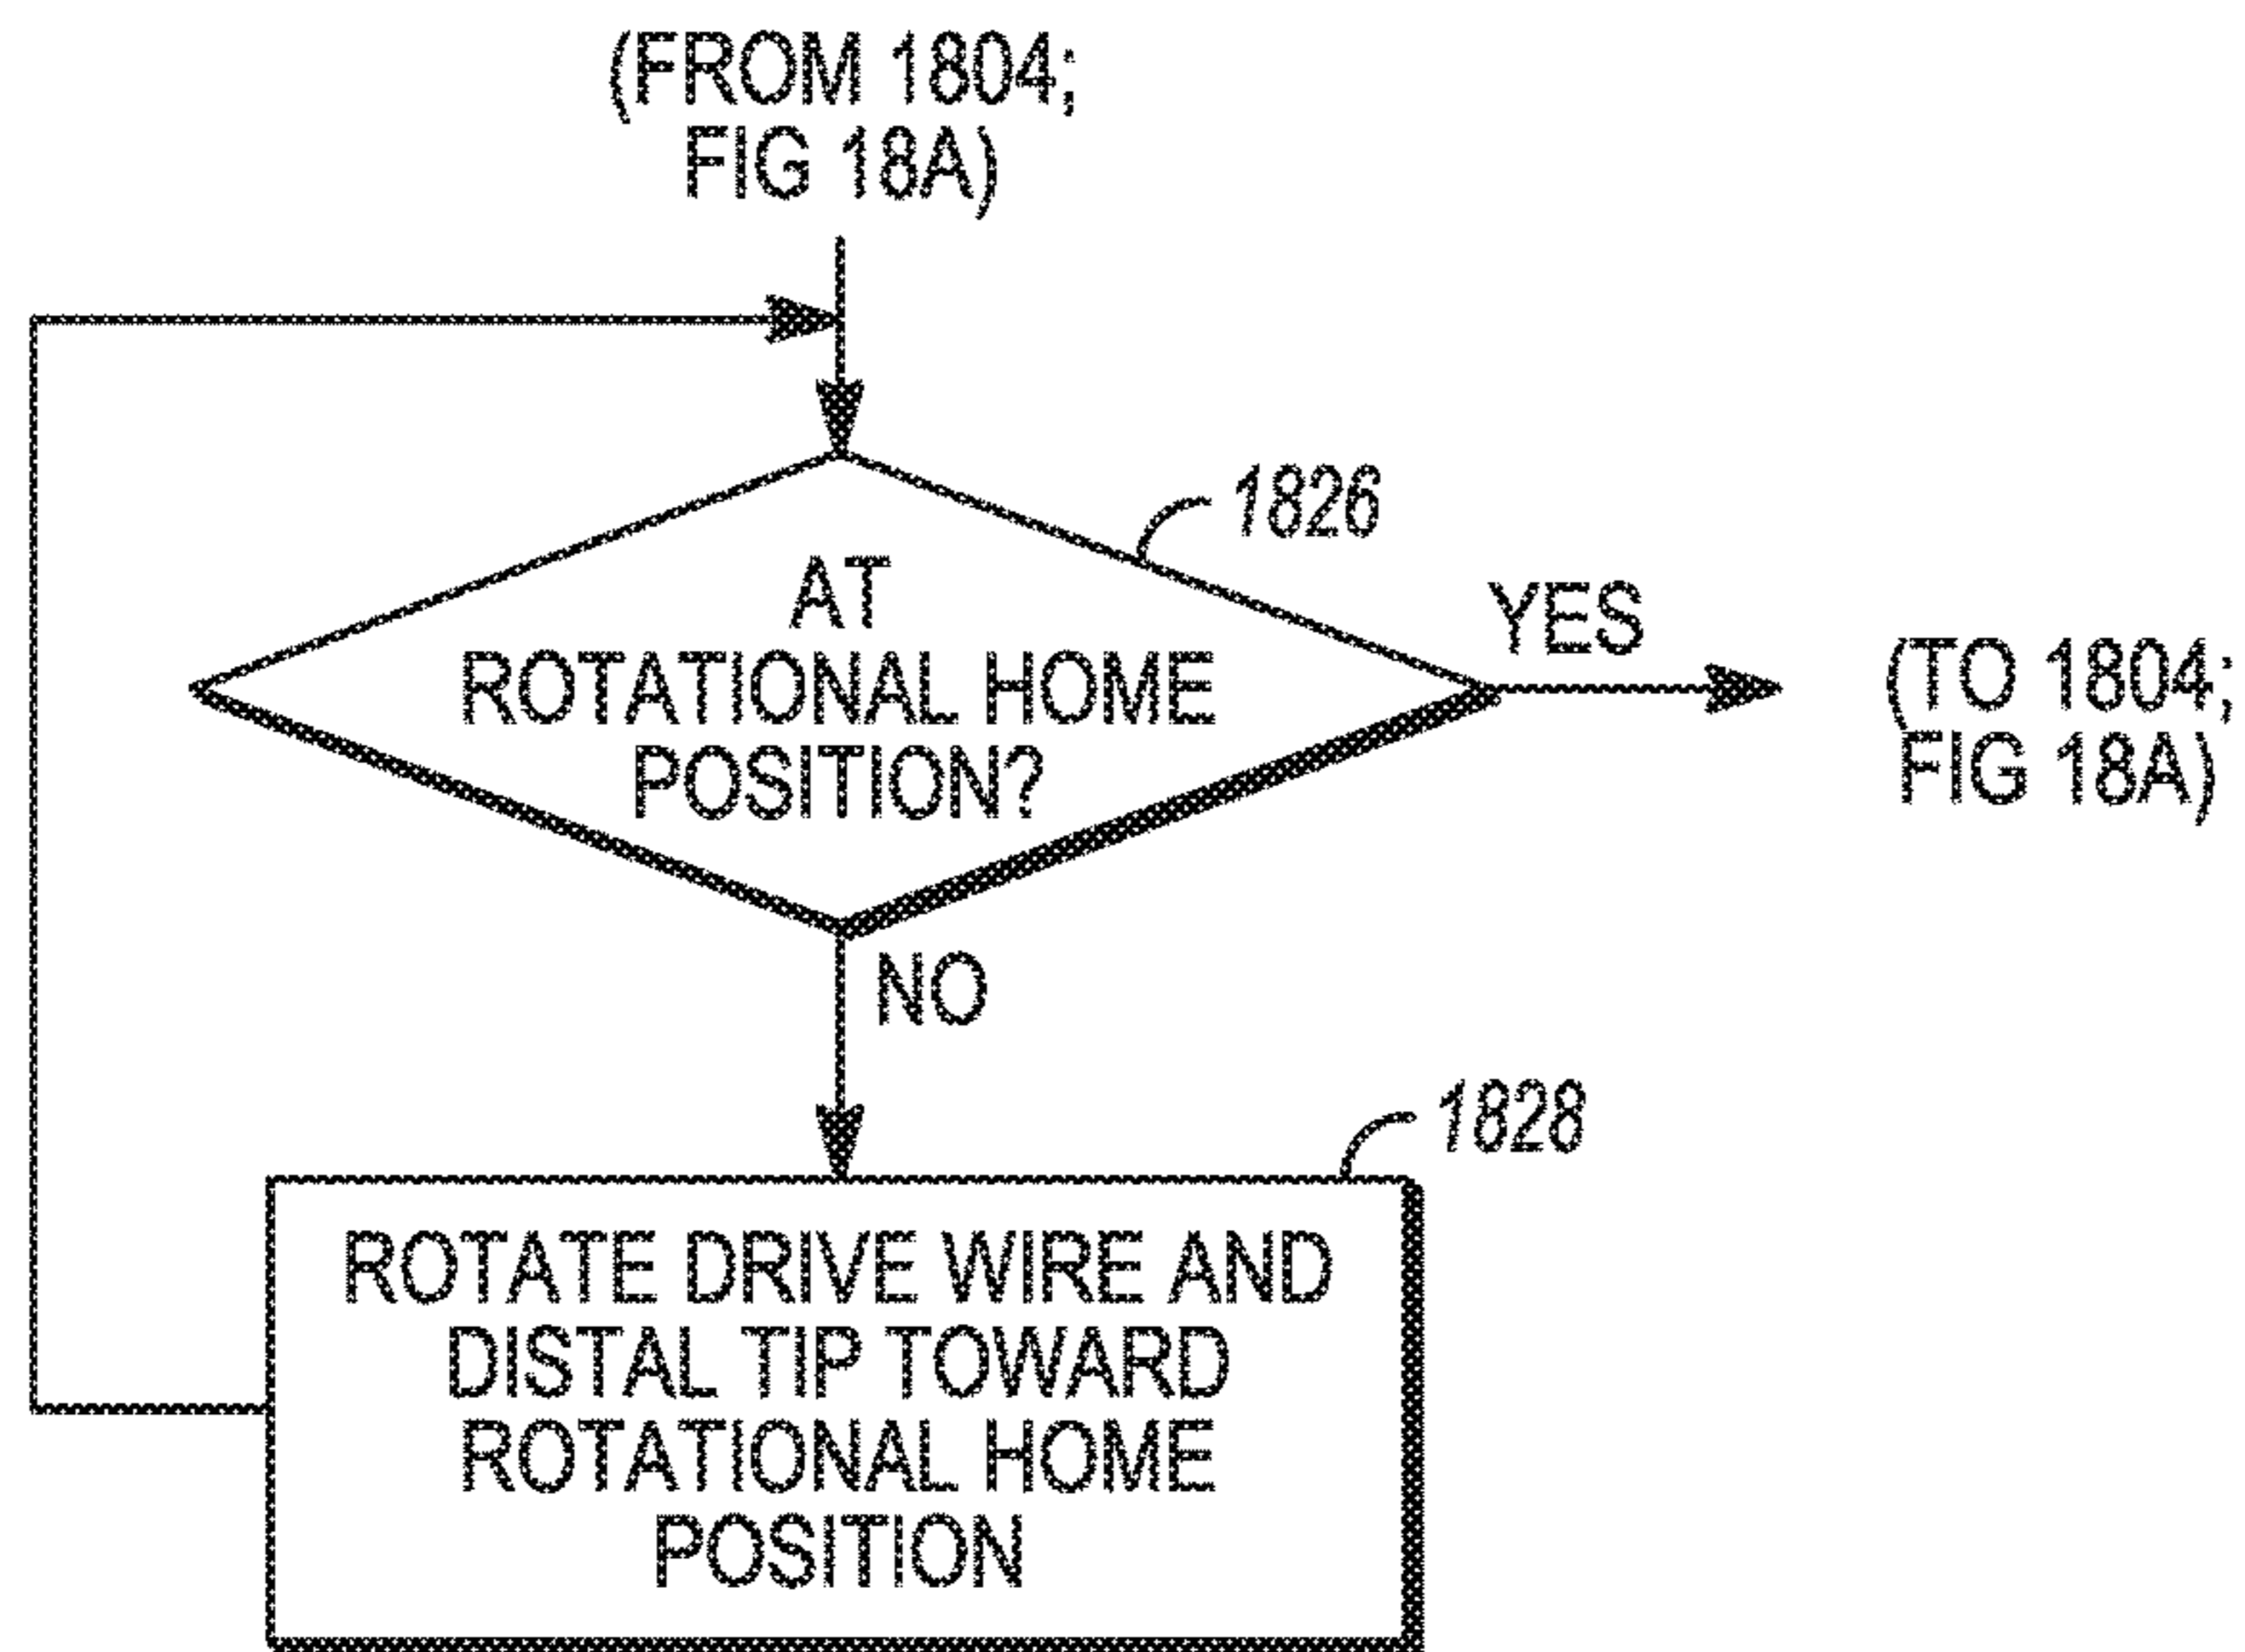 (FROM 1804;
FIG 18A)
1826
AT
ROTATIONAL HOME
POSITION?
YES
(TO 1804;
FIG 18A)
NO
1828
ROTATE DRIVE WIRE AND
DISTAL TIP TOWARD
ROTATIONAL HOME
POSITION